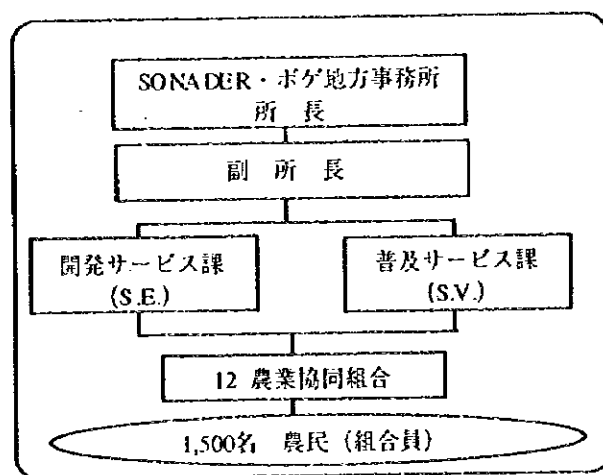 SONADER・ボゲ地方事務所
所 長
副 所 長
開発サービス課
(S.E.)
普及サービス課
(S.V.)
12 農業協同組合
1,500名 農民(組合員)